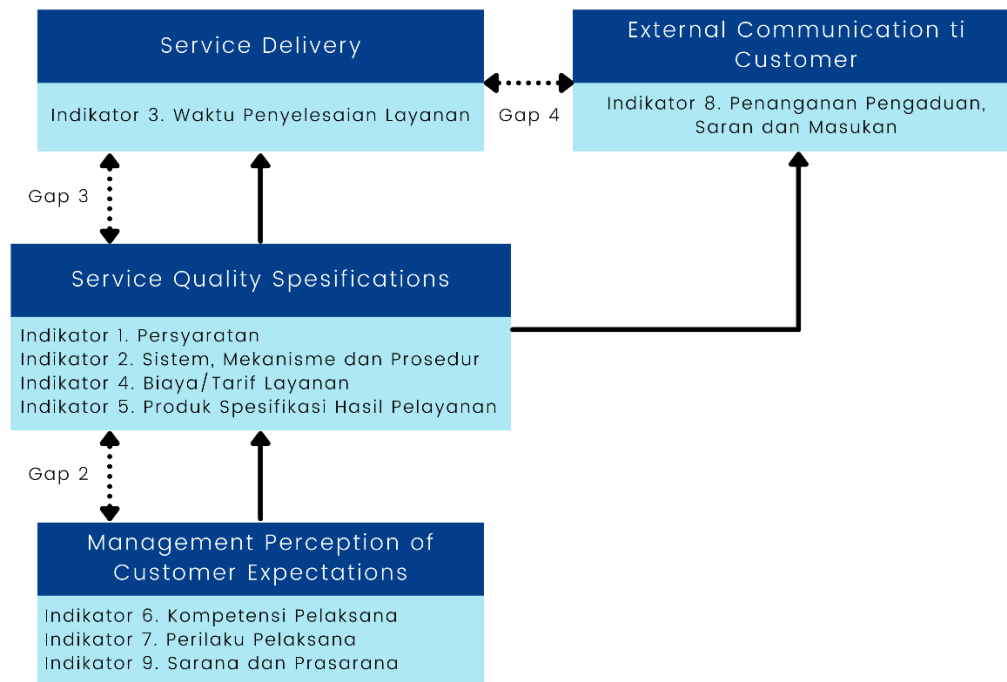 Service Delivery
Indikator 3. Waktu Penyelesaian Layanan
External Communication ti
Customer
Indikator 8. Penanganan Pengaduan,
Saran dan Masukan
Gap 4
Gap 3
Service Quality Spesifications
Indikator 1. Persyaratan
Indikator 2. Sistem, Mekanisme dan Prosedur
Indikator 4. Biaya/Tarif Layanan
Indikator 5. Produk Spesifikasi Hasil Pelayanan
Gap 2
Management Perception of
Customer Expectations
Indikator 6. Kompetensi Pelaksana
Indikator 7. Perilaku Pelaksana
Indikator 9. Sarana dan Prasarana